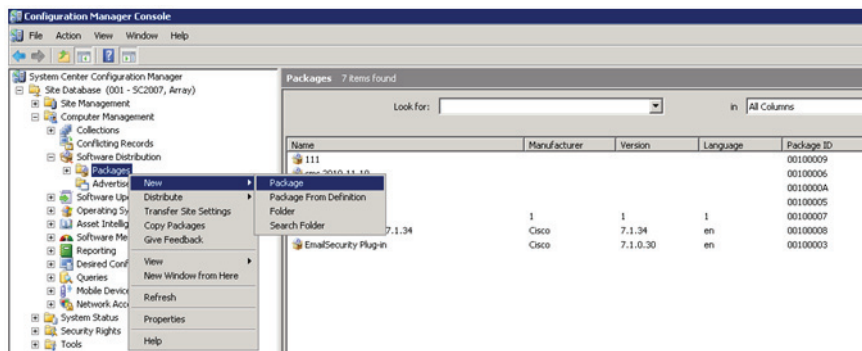 Configuration Manager Console
File Action View Window Help
System Center Configuration Manager
Site Database (001 - SC2007, Array)
Site Management
Computer Management
Collections
Conflicting Records
Software Distribution
Packages
Advertise
Software Up
Operating Sy
Asset Intellig
Software Me
Reporting
Desired Conf
Queries
Mobile Device
Network Acc
System Status
Security Rights
Tools
New
Distribute
Transfer Site Settings
Copy Packages
Give Feedback
View
New Window from Here
Refresh
Properties
Help
Package
Package From Definition
Folder
Search Folder
Packages 7 items found
Look for: in All Columns
Name Manufacturer Version Language Package ID
111 00100009
00100006
0010000A
00100005
1 1 1 00100007
7.1.34 Cisco 7.1.34 en 00100008
EmailSecurity Plug-in Cisco 7.1.0.30 en 00100003